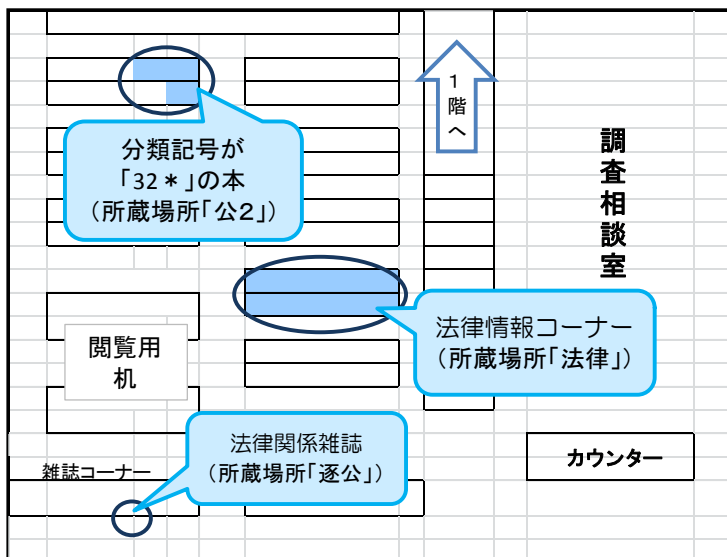 1
階
へ
調
査
相
談
室
分類記号が
「32＊」の本
（所蔵場所「公2」）
法律情報コーナー
（所蔵場所「法律」）
閲覧用
机
法律関係雑誌
（所蔵場所「逐公」）
雑誌コーナー
カウンター